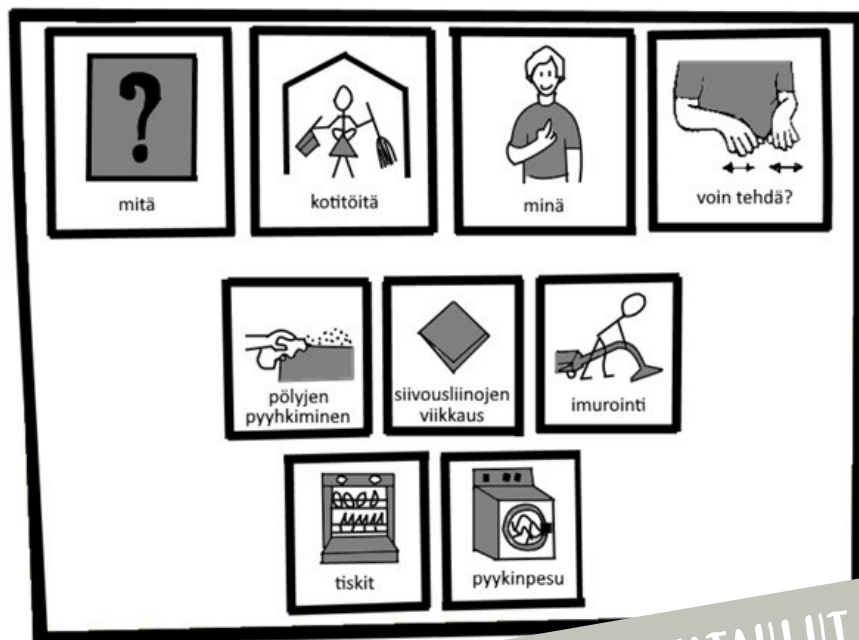 ?
mitä
kotitöitä
minä
voin tehdä?
pölyjen
pyyhkiminen
siivousliinojen
viikkaus
imurointi
tiskit
pyykinpesu